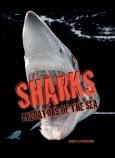 SHARKS
PREDATORS OF THE SEA